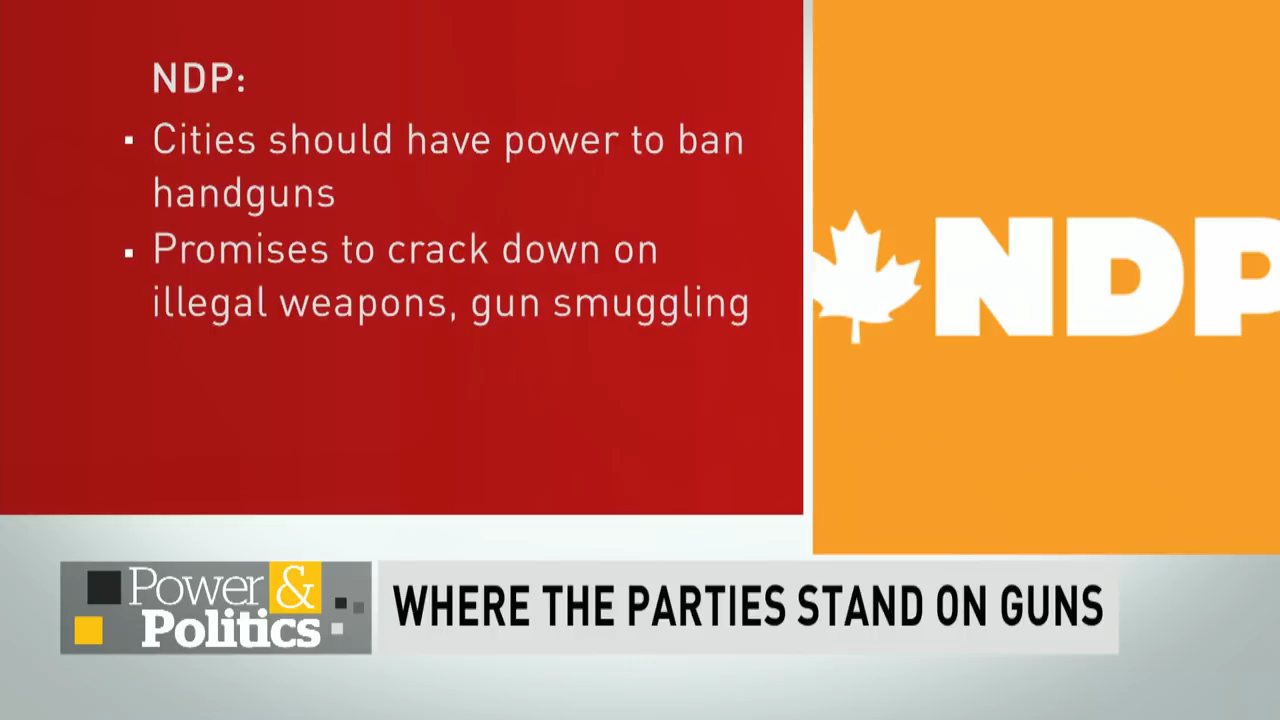 NDP:
▪ Cities should have power to ban
handguns
▪ Promises to crack down on
illegal weapons, gun smuggling
NDP
Power &
Politics
WHERE THE PARTIES STAND ON GUNS